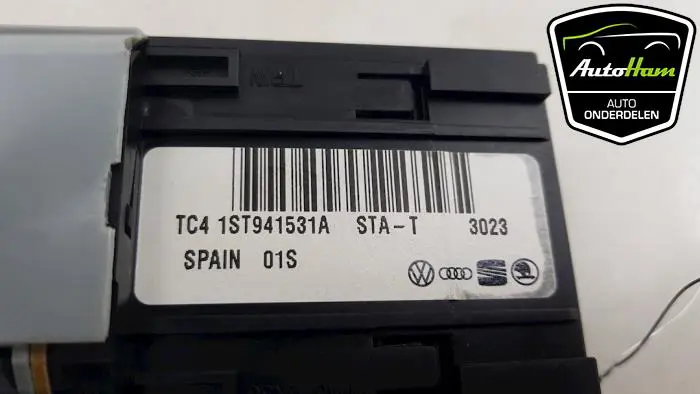 AutoHam
AUTO
ONDERDELEN
TC4 1ST941531A STA-T 3023
SPAIN 01S